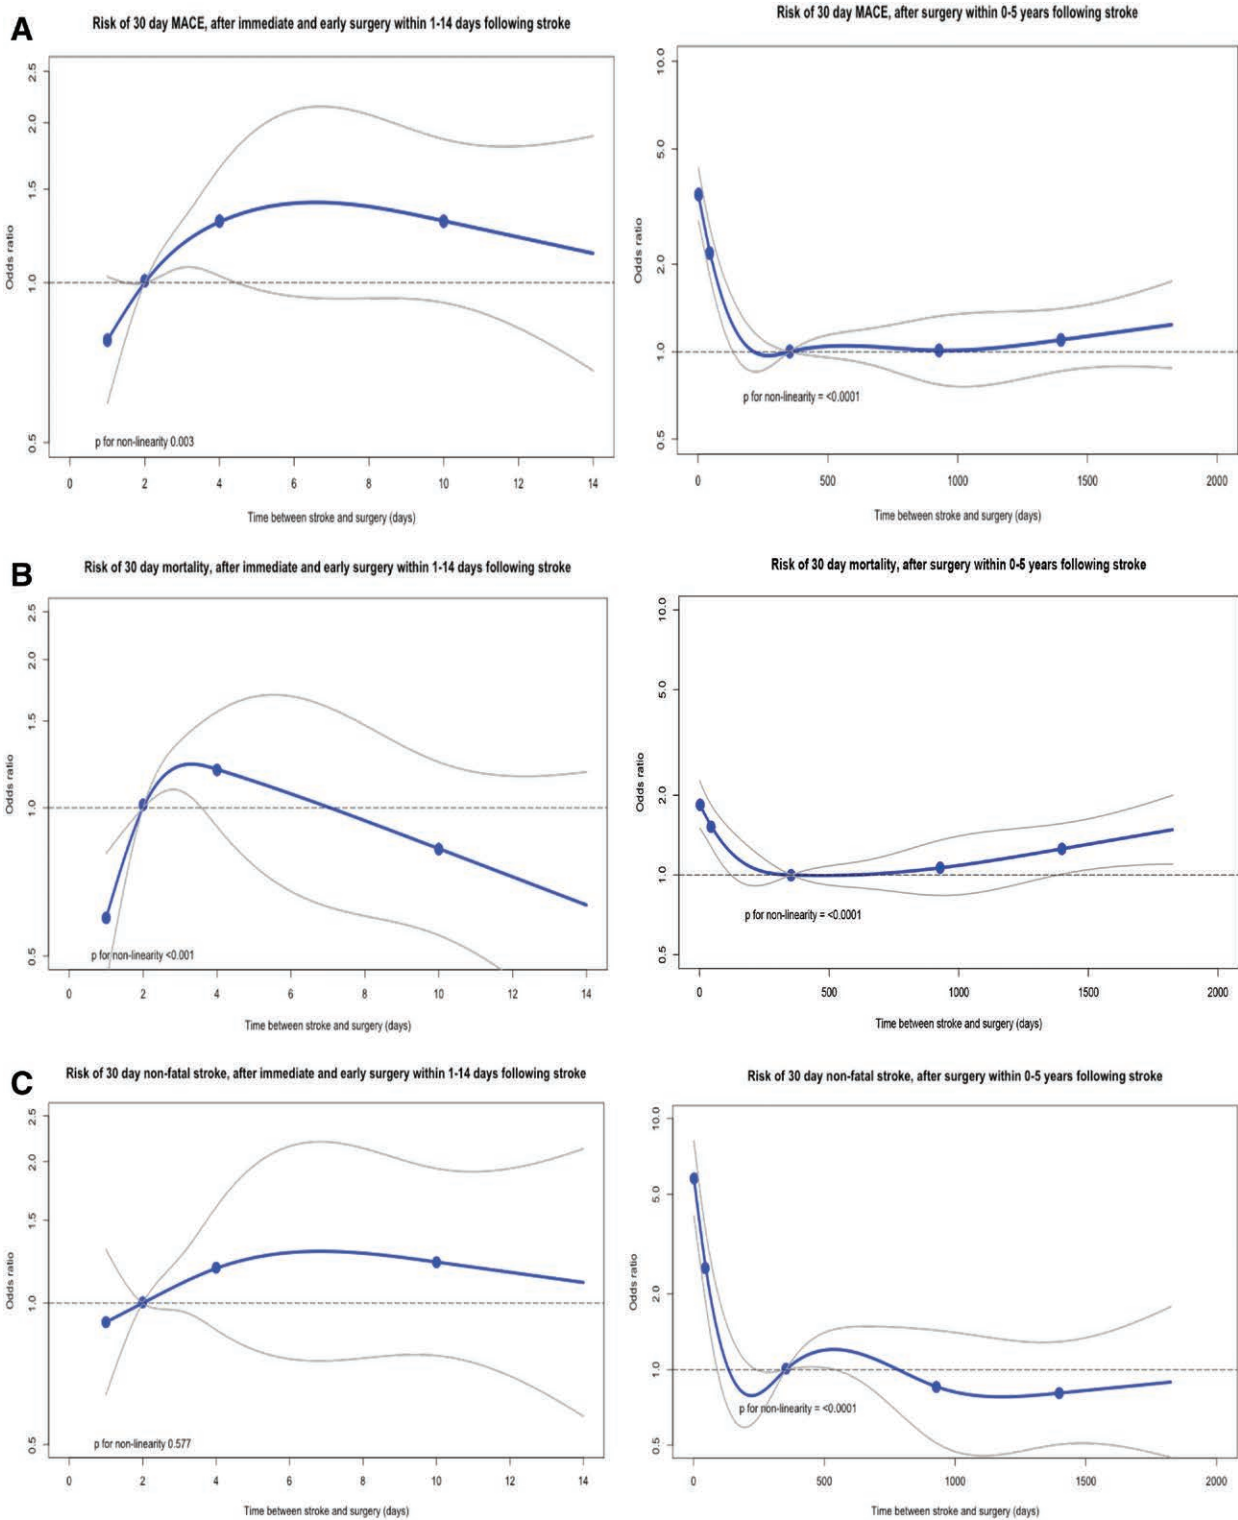 A
Risk of 30 day MACE, after immediate and early surgery within 1-14 days following stroke
Odds ratio
2.5
2.0
1.5
1.0
0.5
p for non-linearity 0.003
0 2 4 6 8 10 12 14
Time between stroke and surgery (days)
Risk of 30 day MACE, after surgery within 0-5 years following stroke
Odds ratio
10.0
5.0
2.0
1.0
0.5
p for non-linearity = <0.0001
0 500 1000 1500 2000
Time between stroke and surgery (days)
B
Risk of 30 day mortality, after immediate and early surgery within 1-14 days following stroke
Odds ratio
2.5
2.0
1.5
1.0
0.5
p for non-linearity <0.001
0 2 4 6 8 10 12 14
Time between stroke and surgery (days)
Risk of 30 day mortality, after surgery within 0-5 years following stroke
Odds ratio
10.0
5.0
2.0
1.0
0.5
p for non-linearity = <0.0001
0 500 1000 1500 2000
Time between stroke and surgery (days)
C
Risk of 30 day non-fatal stroke, after immediate and early surgery within 1-14 days following stroke
Odds ratio
2.5
2.0
1.5
1.0
0.5
p for non-linearity 0.577
0 2 4 6 8 10 12 14
Time between stroke and surgery (days)
Risk of 30 day non-fatal stroke, after surgery within 0-5 years following stroke
Odds ratio
10.0
5.0
2.0
1.0
0.5
p for non-linearity = <0.0001
0 500 1000 1500 2000
Time between stroke and surgery (days)